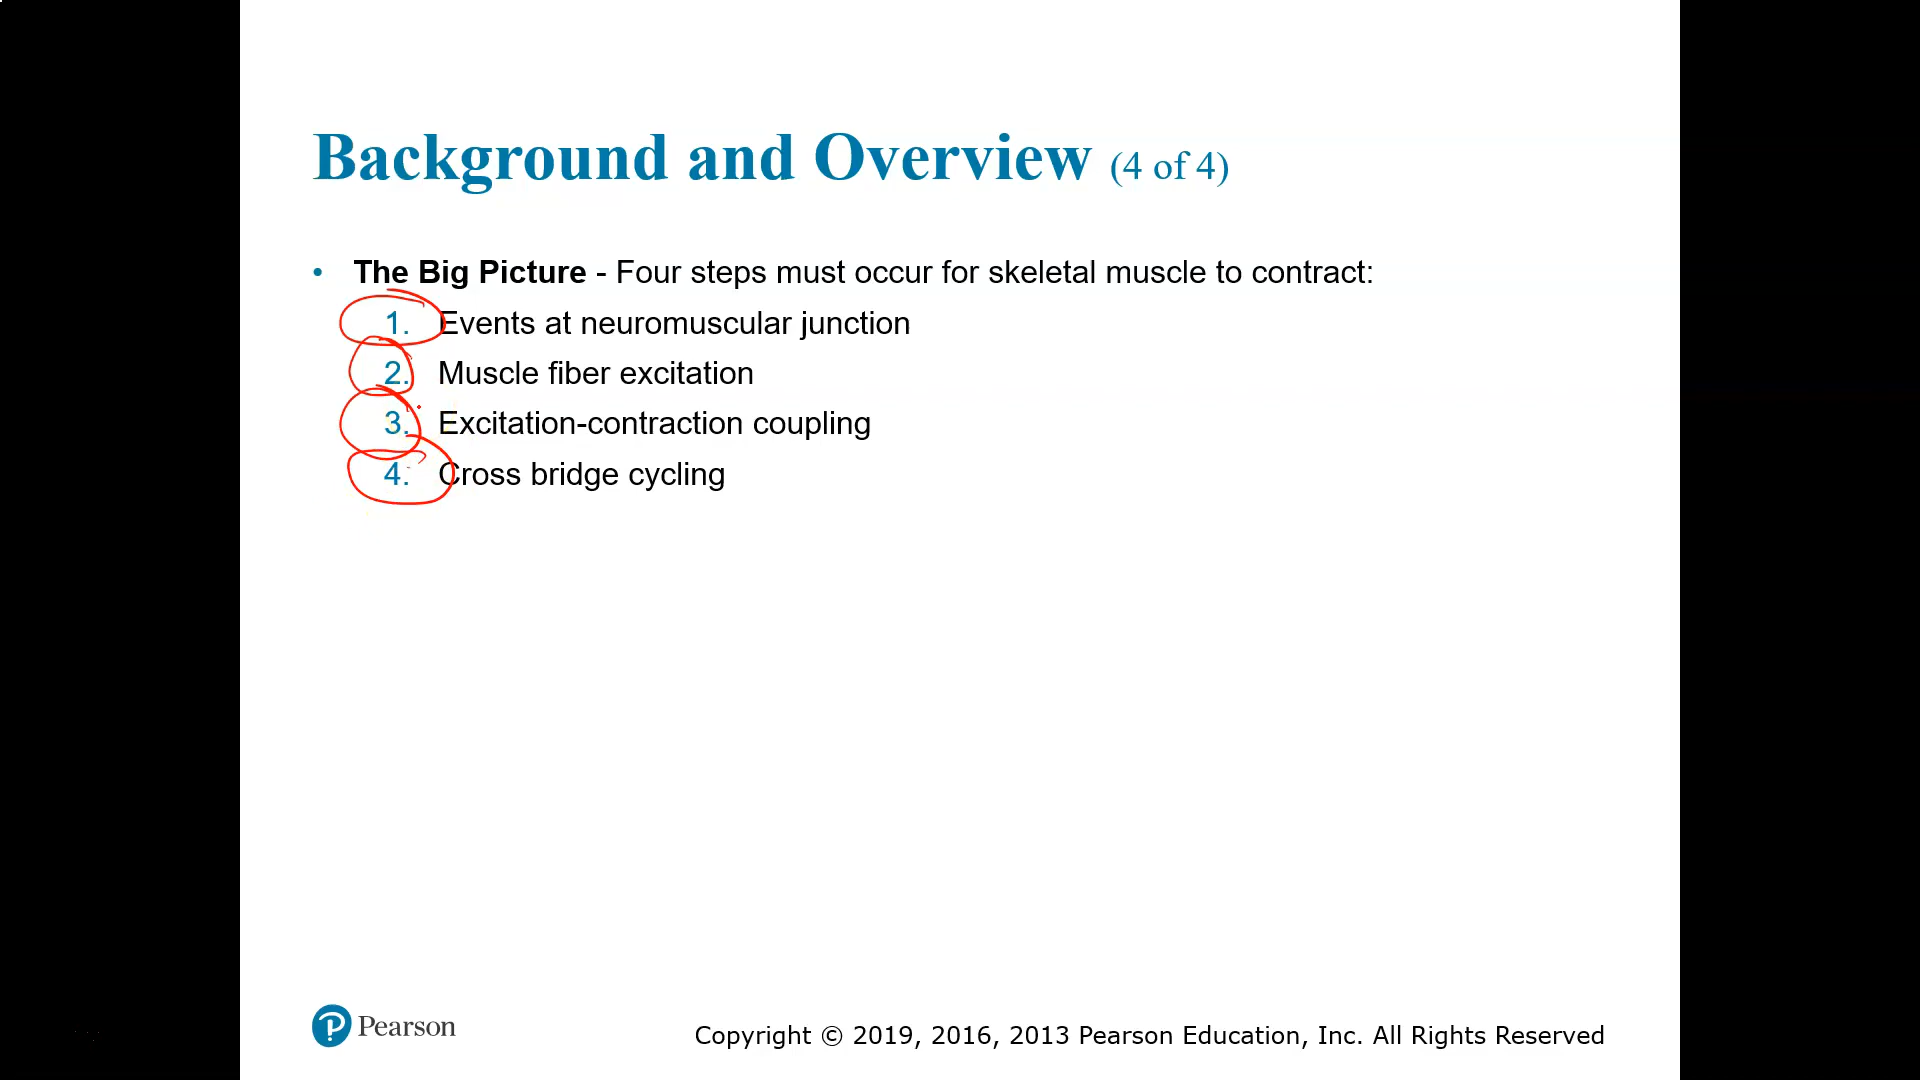 Background and Overview (4 of 4)
• The Big Picture - Four steps must occur for skeletal muscle to contract:
1. Events at neuromuscular junction
2. Muscle fiber excitation
3. Excitation-contraction coupling
4. Cross bridge cycling
Pearson
Copyright © 2019, 2016, 2013 Pearson Education, Inc. All Rights Reserved